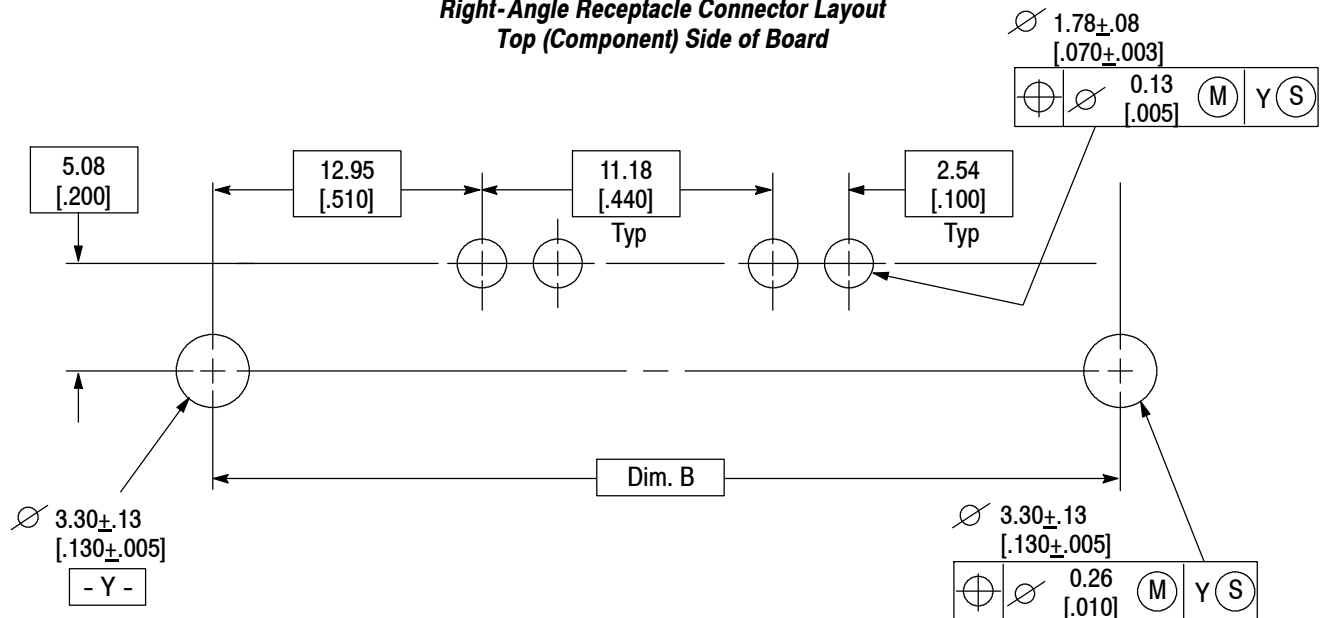 Right-Angle Receptacle Connector Layout
Top (Component) Side of Board
⌀ 1.78±.08
[.070±.003]
⌖ ⌀ 0.13 Ⓜ Y Ⓢ
[.005]
5.08
[.200]
12.95
[.510]
11.18
[.440]
Typ
2.54
[.100]
Typ
Dim. B
⌀ 3.30±.13
[.130±.005]
- Y -
⌀ 3.30±.13
[.130±.005]
⌖ ⌀ 0.26 Ⓜ Y Ⓢ
[.010]